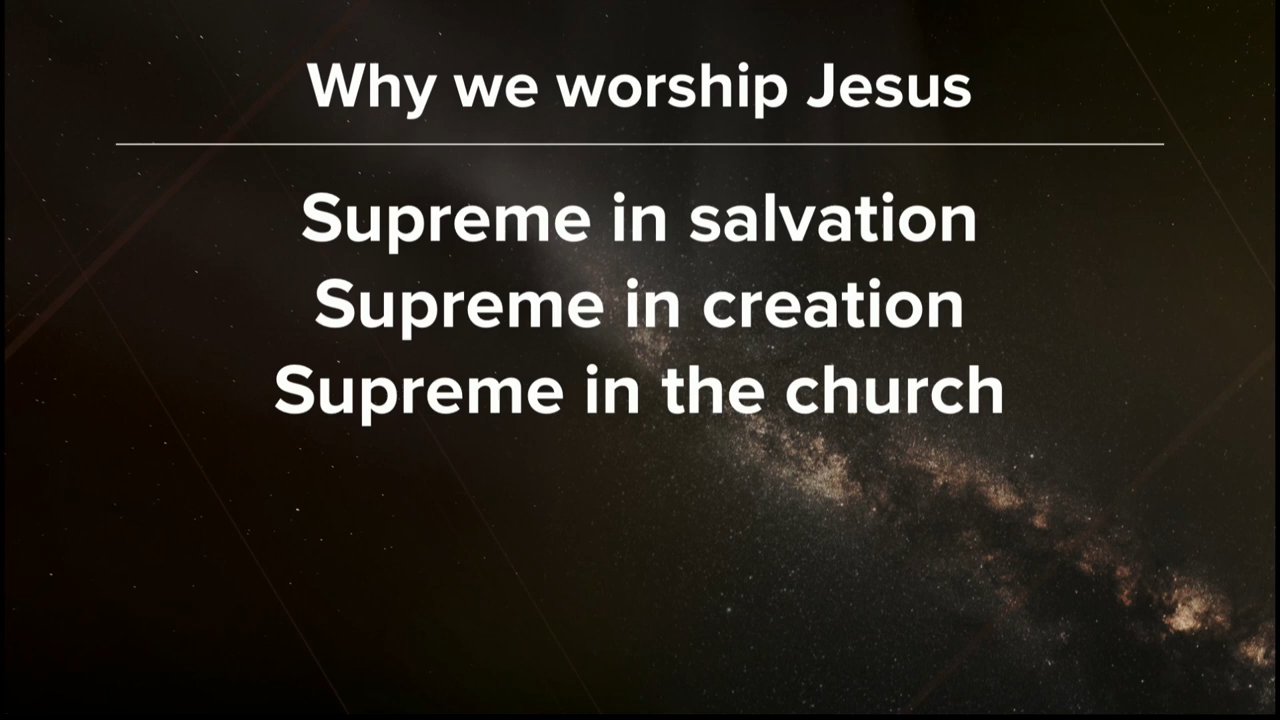 Why we worship Jesus
Supreme in salvation
Supreme in creation
Supreme in the church